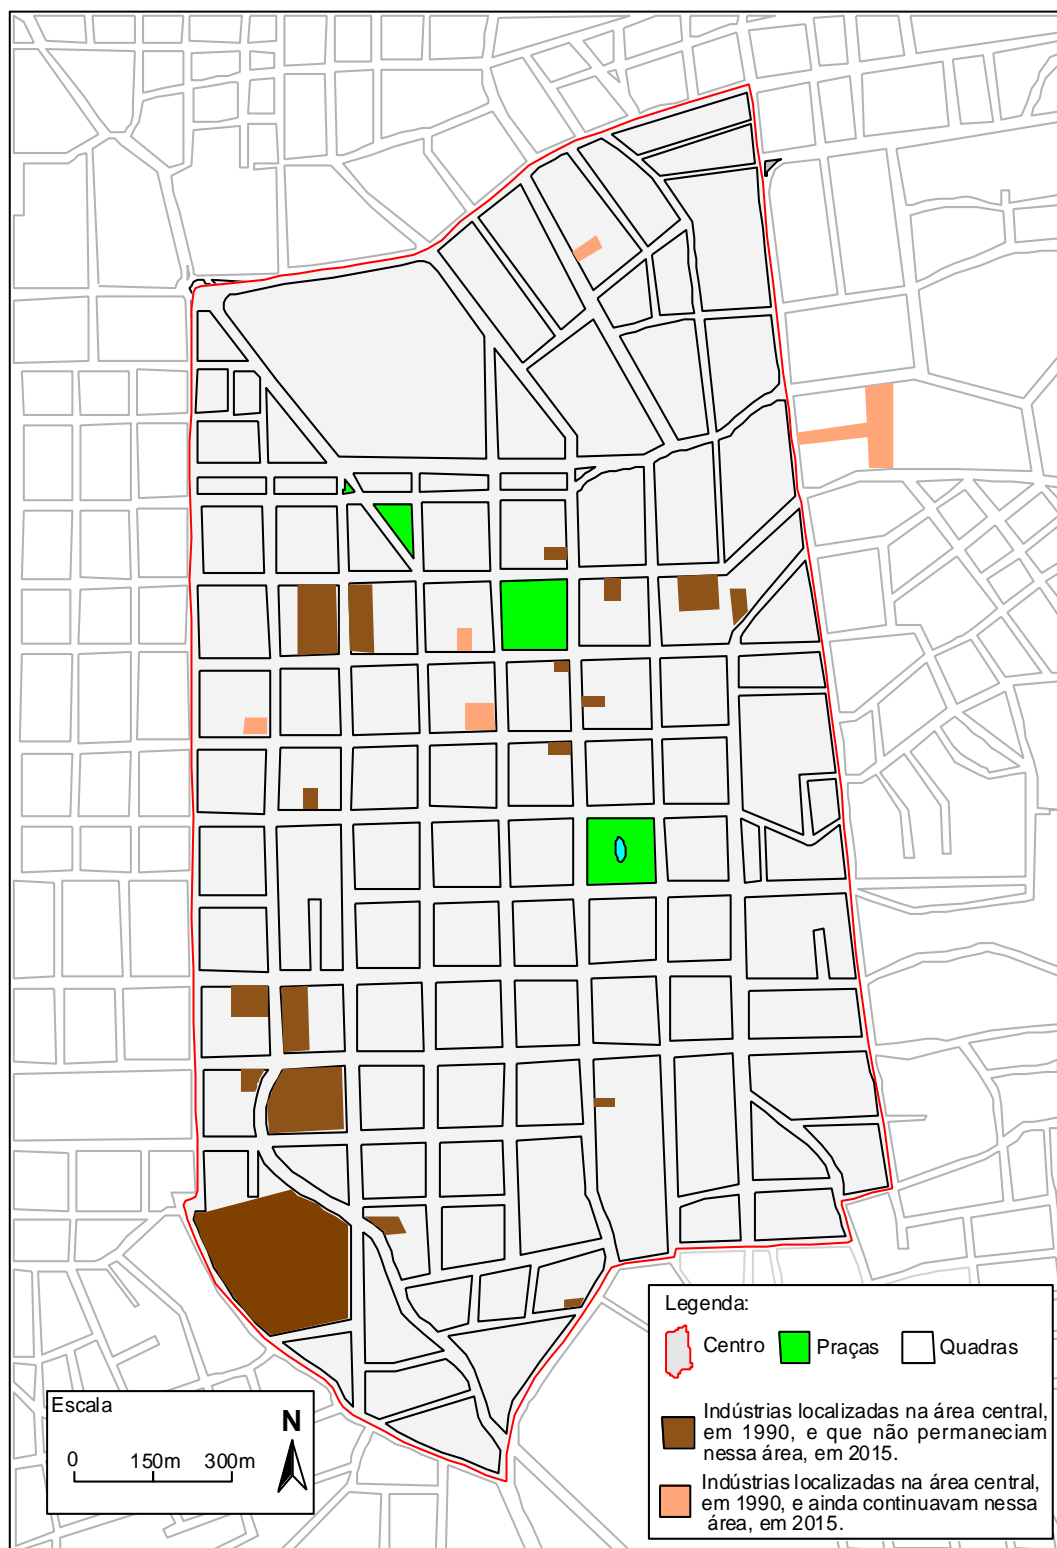 Legenda:
Centro
Praças
Quadras
Indústrias localizadas na área central,
em 1990, e que não permaneciam
nessa área, em 2015.
Indústrias localizadas na área central,
em 1990, e ainda continuavam nessa
área, em 2015.
Escala
N
0 150m 300m